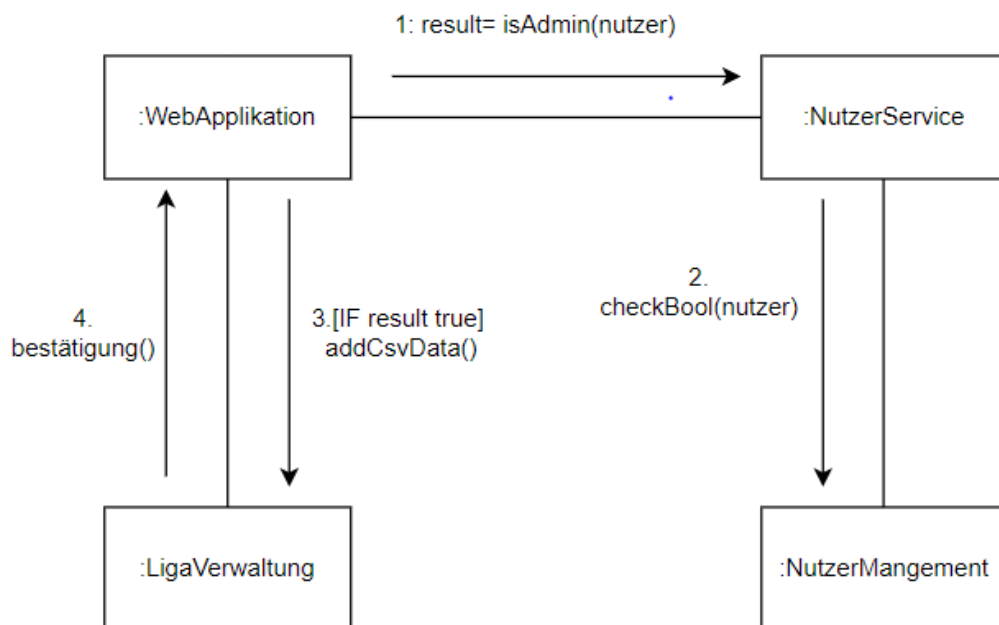 1: result= isAdmin(nutzer)
:WebApplikation
:NutzerService
2.
checkBool(nutzer)
4.
bestätigung()
3.[IF result true]
addCsvData()
:LigaVerwaltung
:NutzerMangement